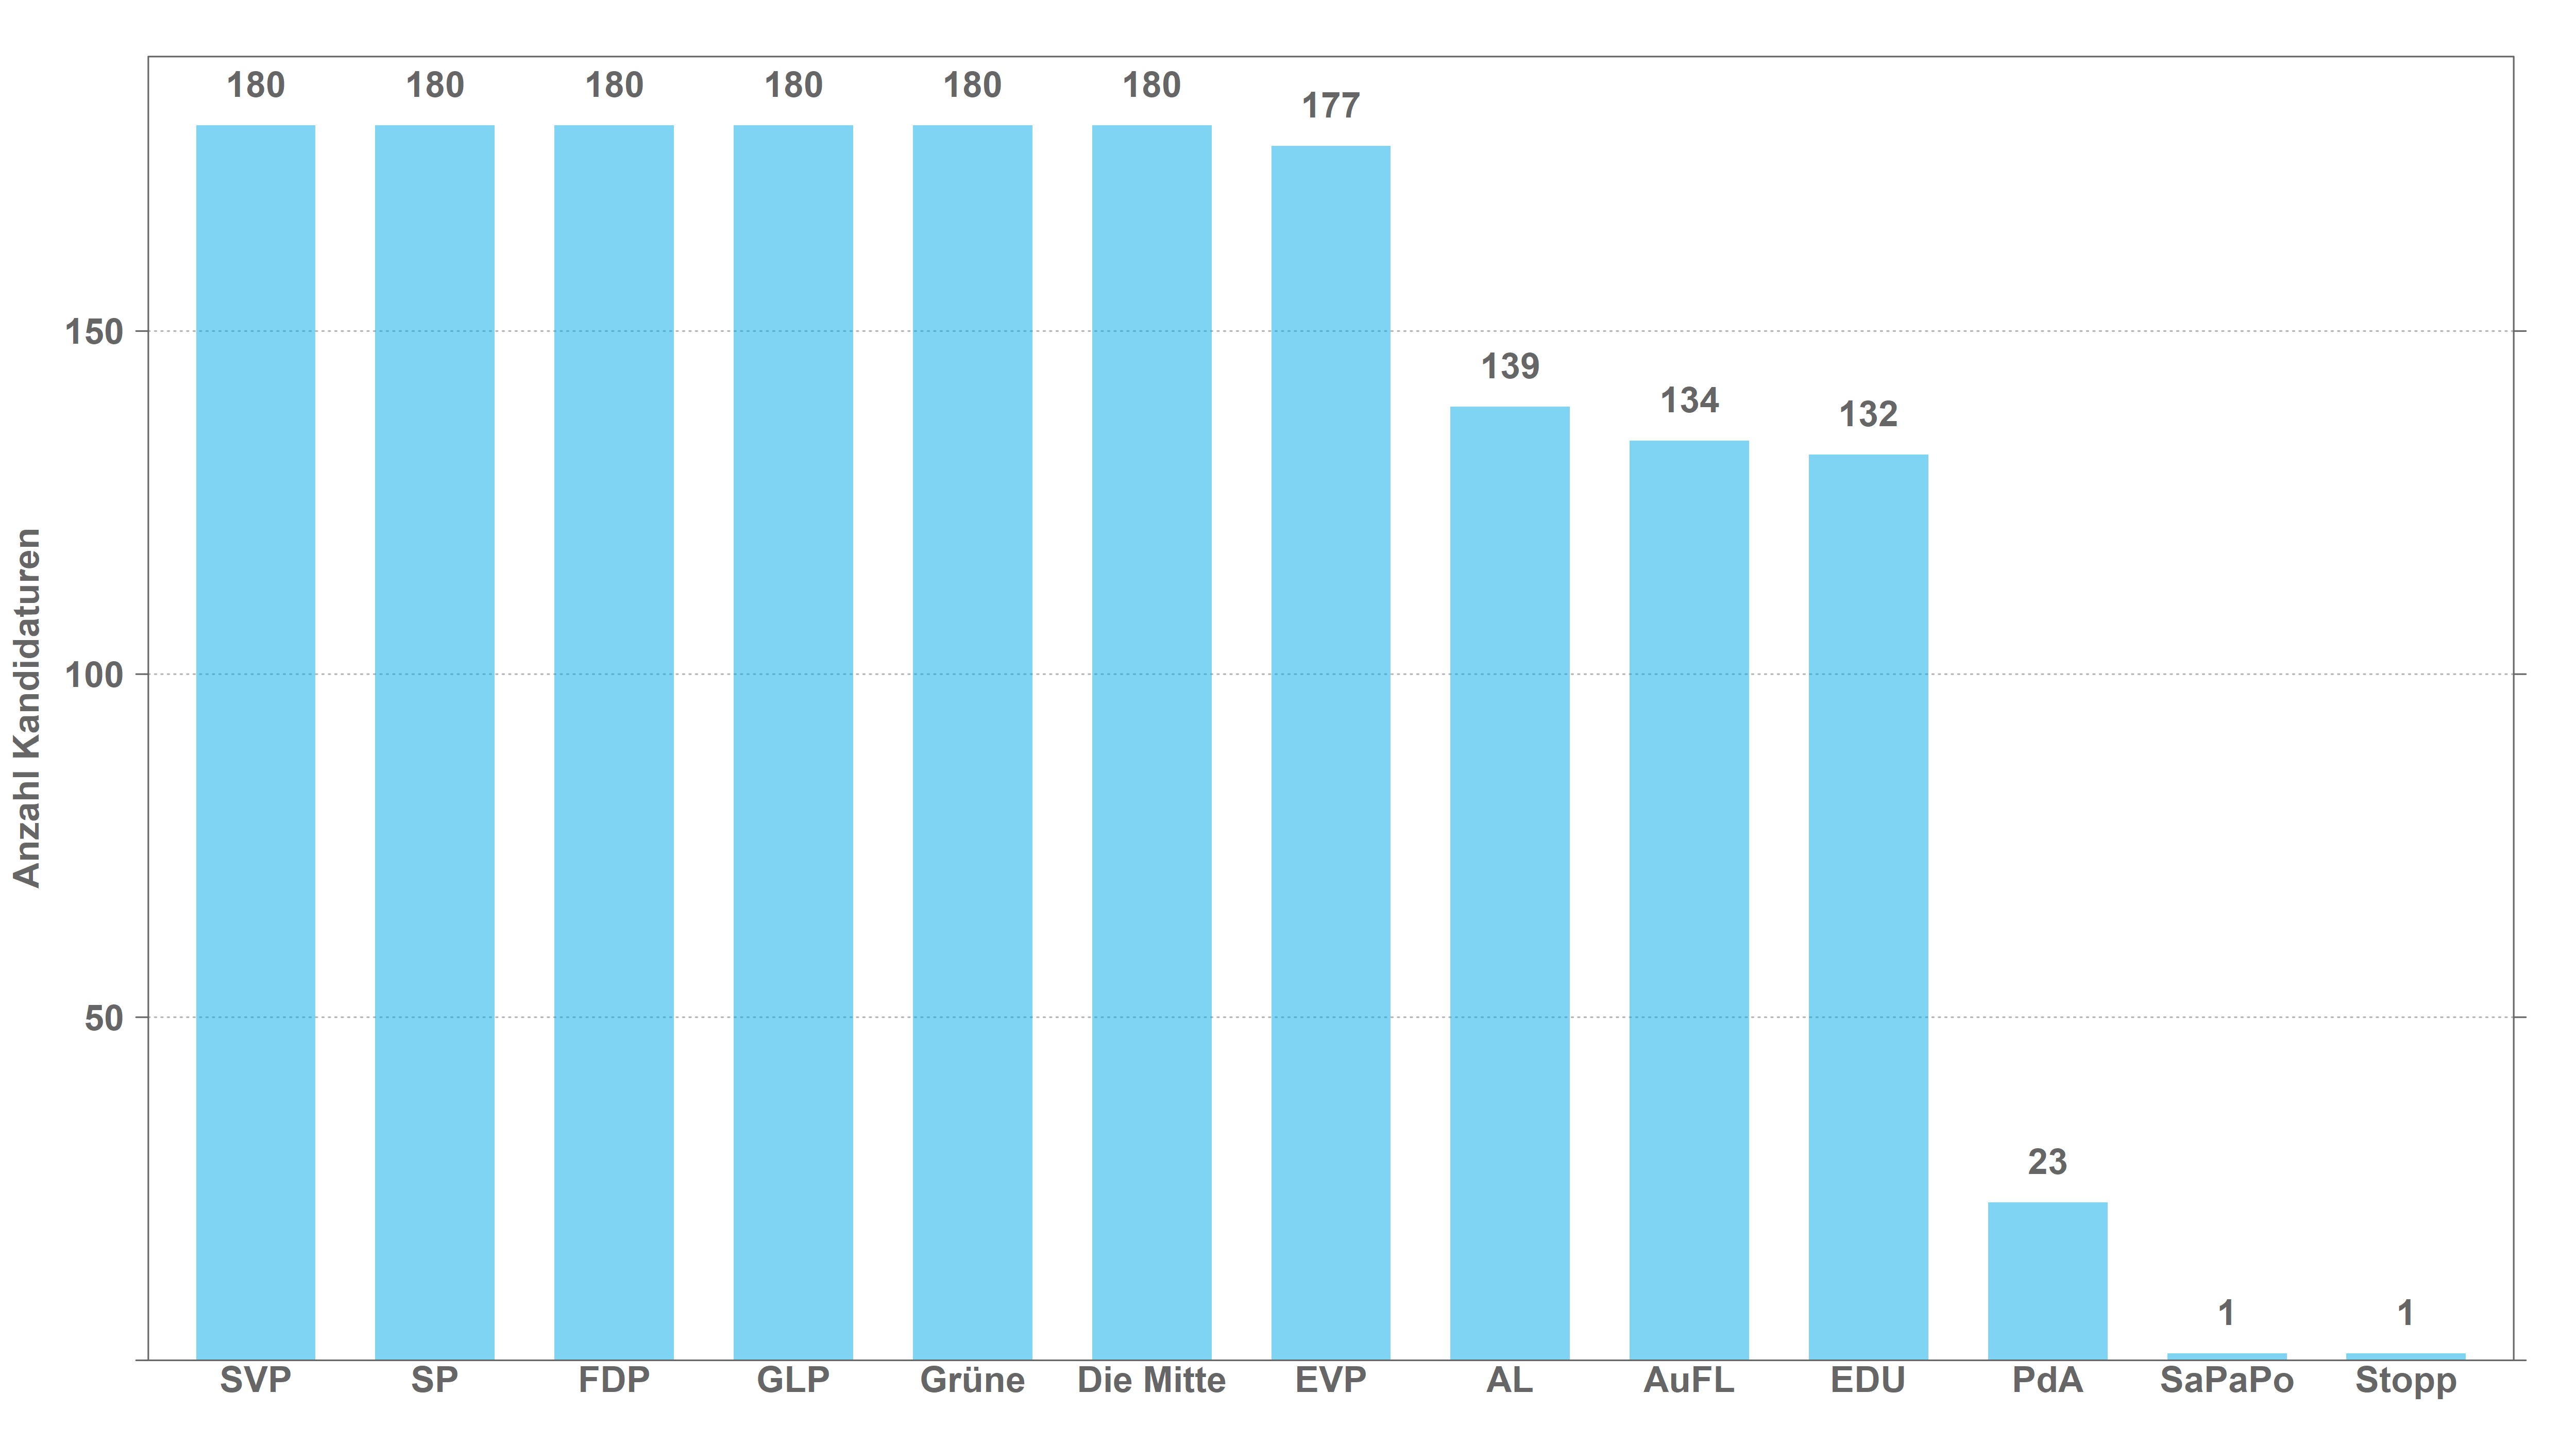 180 180 180 180 180 180 177
139 134 132
23
1 1
150
100
50
Anzahl Kandidaturen
SVP SP FDP GLP Grüne Die Mitte EVP AL AuFL EDU PdA SaPaPo Stopp